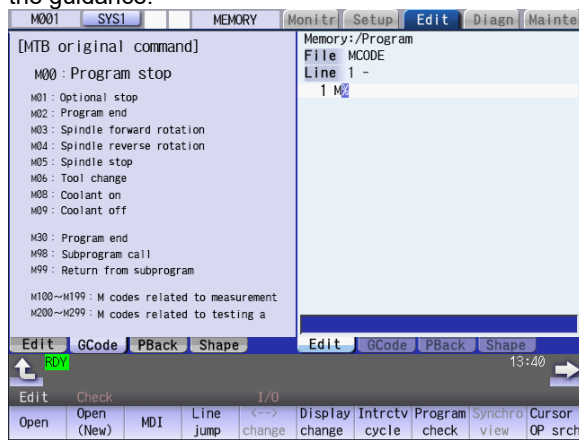 the guidance.
M001 SYS1 MEMORY Monitr Setup Edit Diagn Mainte
[MTB original command]
M00 : Program stop
M01 : Optional stop
M02 : Program end
M03 : Spindle forward rotation
M04 : Spindle reverse rotation
M05 : Spindle stop
M06 : Tool change
M08 : Coolant on
M09 : Coolant off
M30 : Program end
M98 : Subprogram call
M99 : Return from subprogram
M100~M199 : M codes related to measurement
M200~M299 : M codes related to testing a
Memory:/Program
File MCODE
Line 1 -
1 M%
Edit GCode PBack Shape
Edit GCode PBack Shape
RDY 13:40
Edit Check I/O
Open Open (New) MDI Line jump <--> change Display change Intrctv cycle Program check Synchro view Cursor OP srch